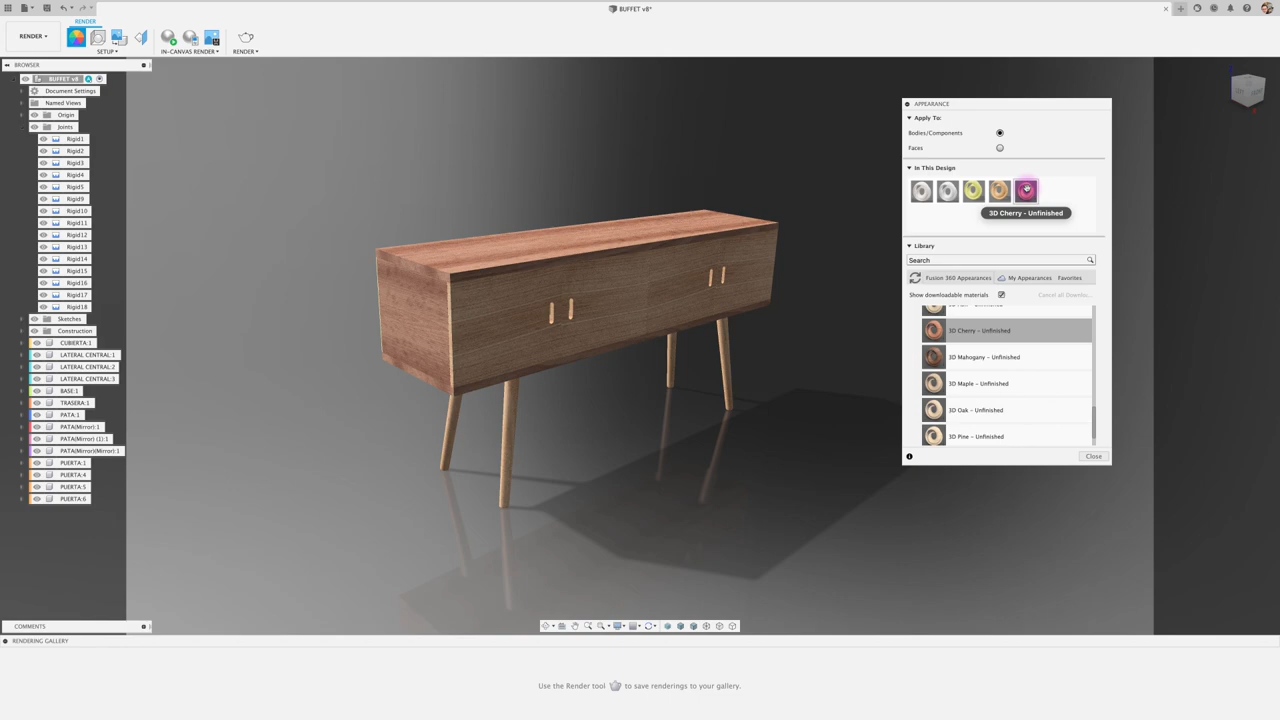 BUFFET v8*
RENDER
RENDER
SETUP
IN-CANVAS RENDER
RENDER
BROWSER
BUFFET v8
Document Settings
Named Views
Origin
Joints
Rigid1
Rigid2
Rigid3
Rigid4
Rigid5
Rigid9
Rigid10
Rigid11
Rigid12
Rigid13
Rigid14
Rigid15
Rigid16
Rigid17
Rigid18
Sketches
Construction
CUBIERTA:1
LATERAL CENTRAL:1
LATERAL CENTRAL:2
LATERAL CENTRAL:3
BASE:1
TRASERA:1
PATA:1
PATA(Mirror):1
PATA(Mirror) (1):1
PATA(Mirror)(Mirror):1
PUERTA:1
PUERTA:4
PUERTA:5
PUERTA:6
APPEARANCE
Apply To:
Bodies/Components
Faces
In This Design
3D Cherry - Unfinished
Library
Search
Fusion 360 Appearances My Appearances Favorites
Show downloadable materials Cancel all Downlo...
3D Cherry - Unfinished
3D Mahogany - Unfinished
3D Maple - Unfinished
3D Oak - Unfinished
3D Pine - Unfinished
Close
COMMENTS
RENDERING GALLERY
Use the Render tool to save renderings to your gallery.